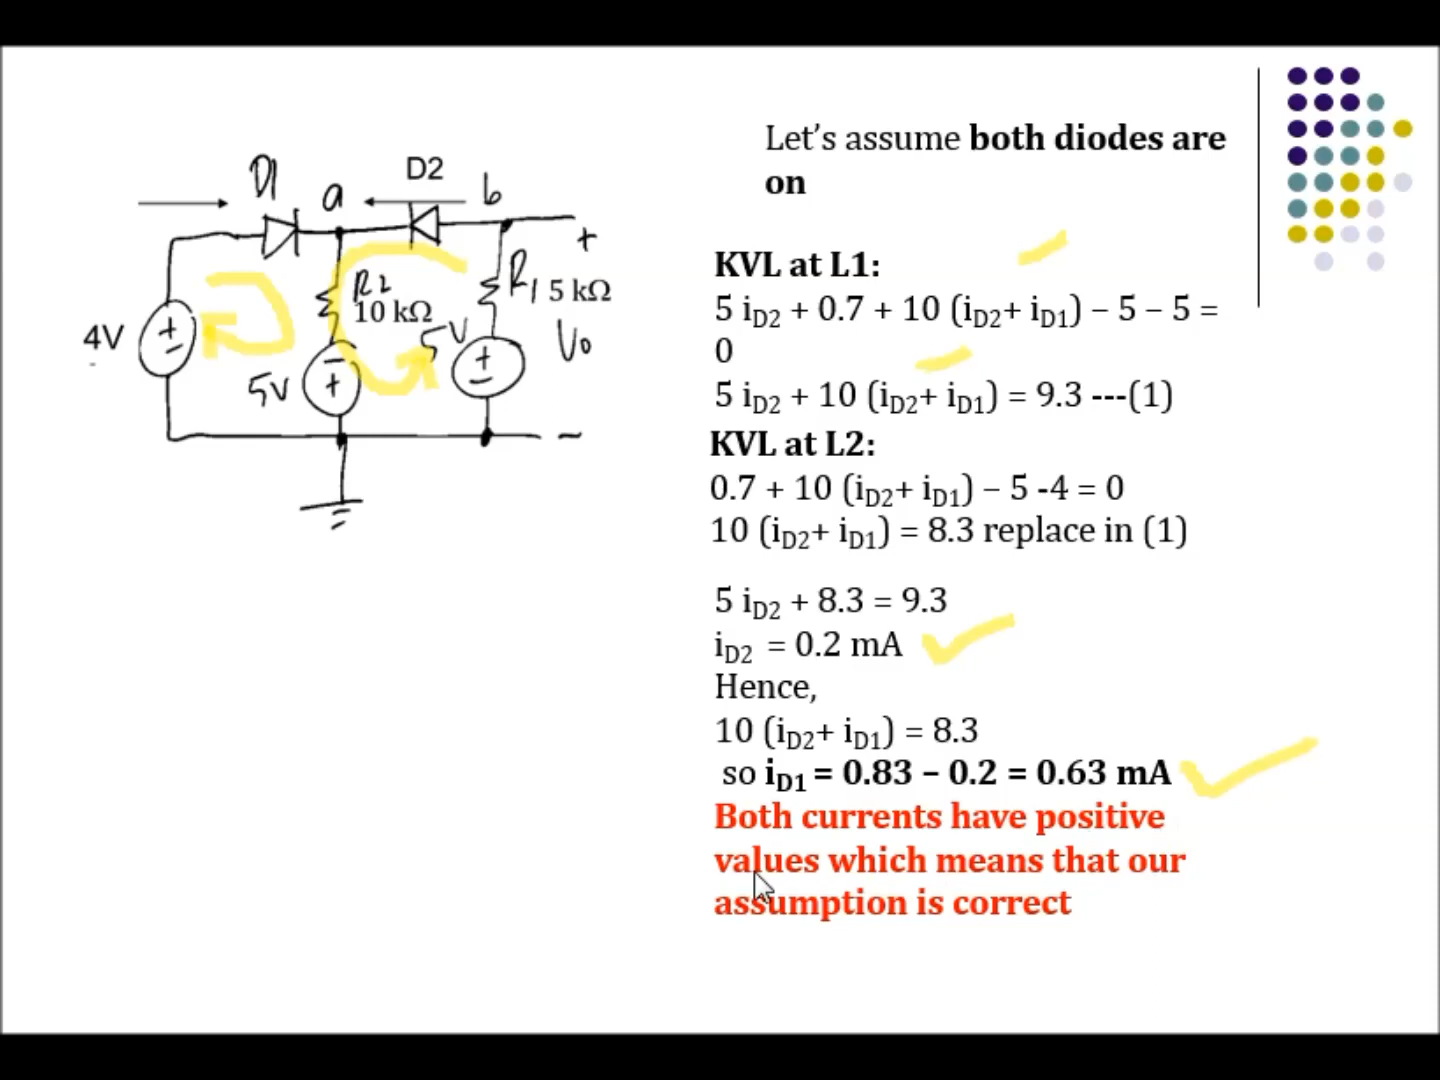 D1
a
D2
b
+
R2
10 kΩ
R1 5 kΩ
4V
+
−
5V
−
+
5V
+
−
Vo
−
Let’s assume both diodes are
on
KVL at L1:
5 iD2 + 0.7 + 10 (iD2+ iD1) – 5 – 5 =
0
5 iD2 + 10 (iD2+ iD1) = 9.3 ---(1)
KVL at L2:
0.7 + 10 (iD2+ iD1) – 5 -4 = 0
10 (iD2+ iD1) = 8.3 replace in (1)
5 iD2 + 8.3 = 9.3
iD2 = 0.2 mA
Hence,
10 (iD2+ iD1) = 8.3
so iD1 = 0.83 – 0.2 = 0.63 mA
Both currents have positive
values which means that our
assumption is correct